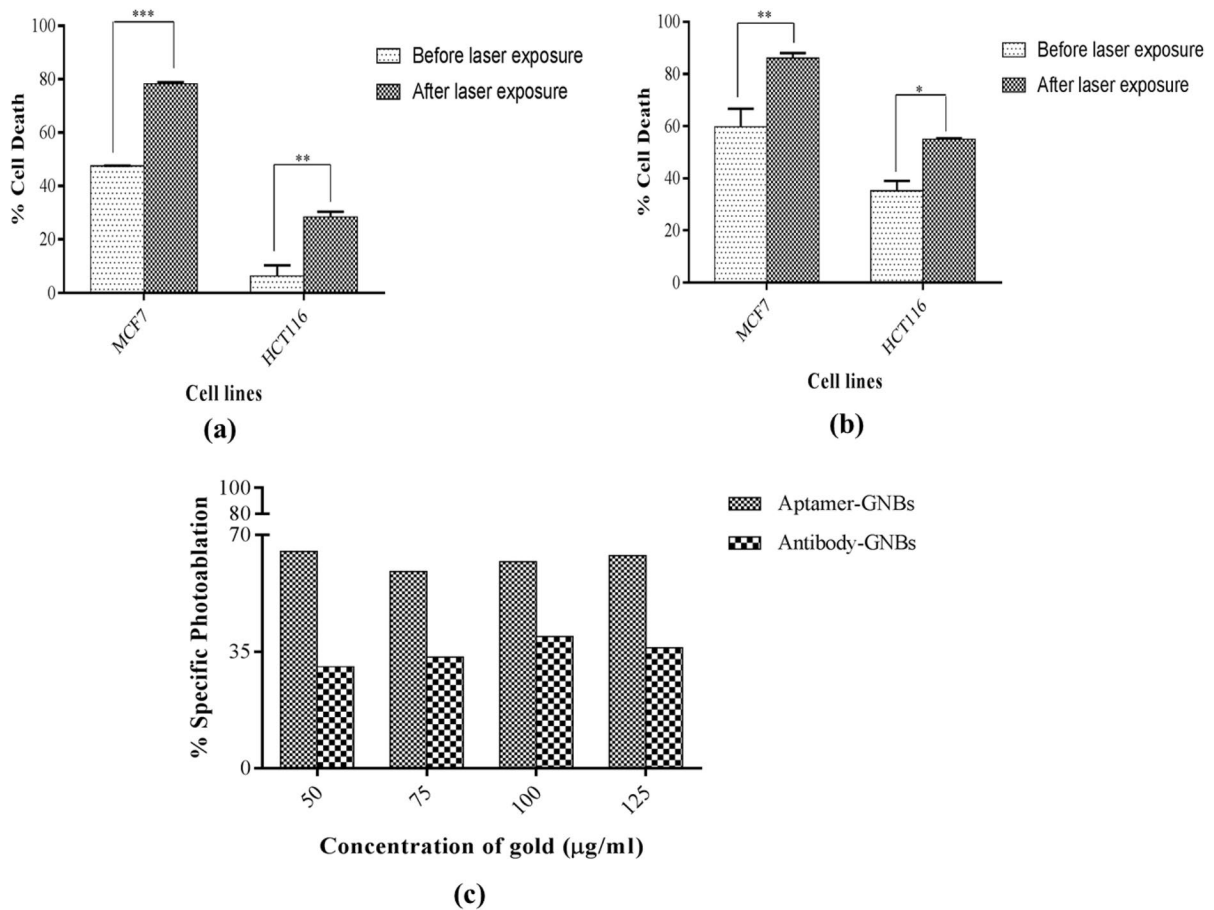 100
80
60
40
20
0
% Cell Death
***
**
MCF7
HCT116
Cell lines
Before laser exposure
After laser exposure
(a)
100
80
60
40
20
0
% Cell Death
**
*
MCF7
HCT116
Cell lines
Before laser exposure
After laser exposure
(b)
100
80
70
35
0
% Specific Photoablation
50
75
100
125
Concentration of gold (μg/ml)
Aptamer-GNBs
Antibody-GNBs
(c)